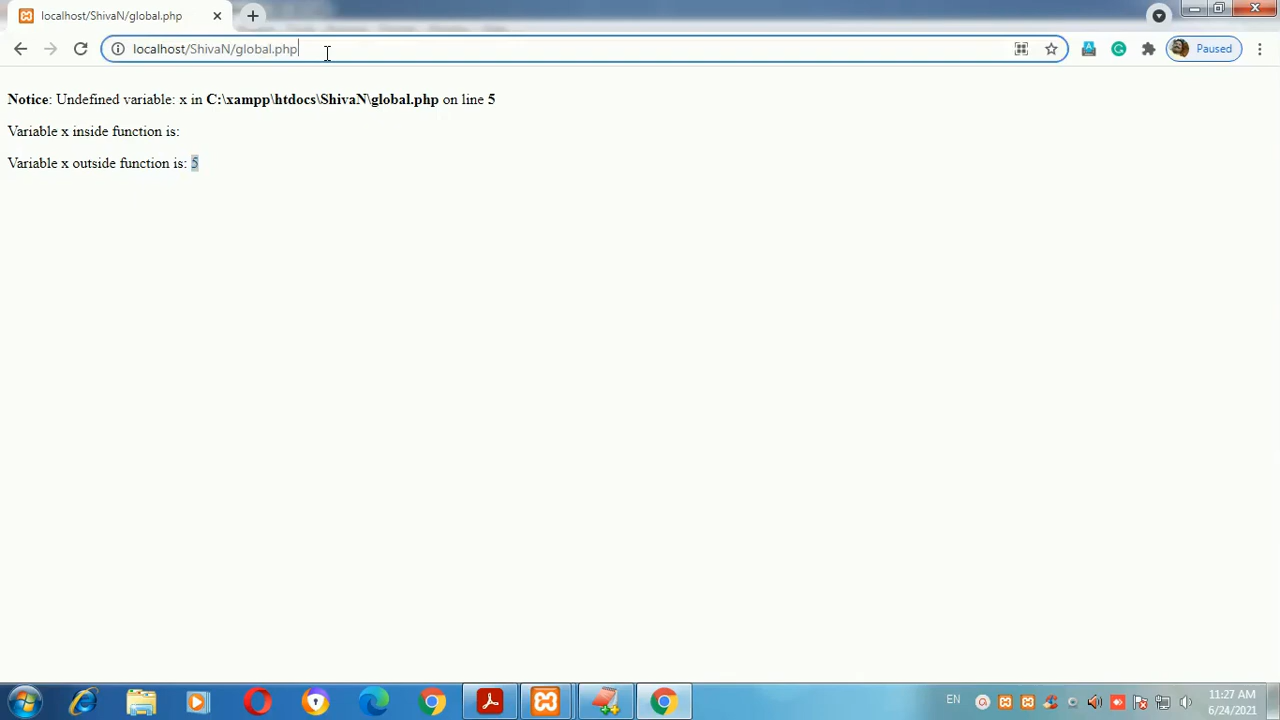 localhost/ShivaN/global.php
localhost/ShivaN/global.php
Paused
Notice: Undefined variable: x in C:\xampp\htdocs\ShivaN\global.php on line 5
Variable x inside function is:
Variable x outside function is: 5
EN
11:27 AM
6/24/2021